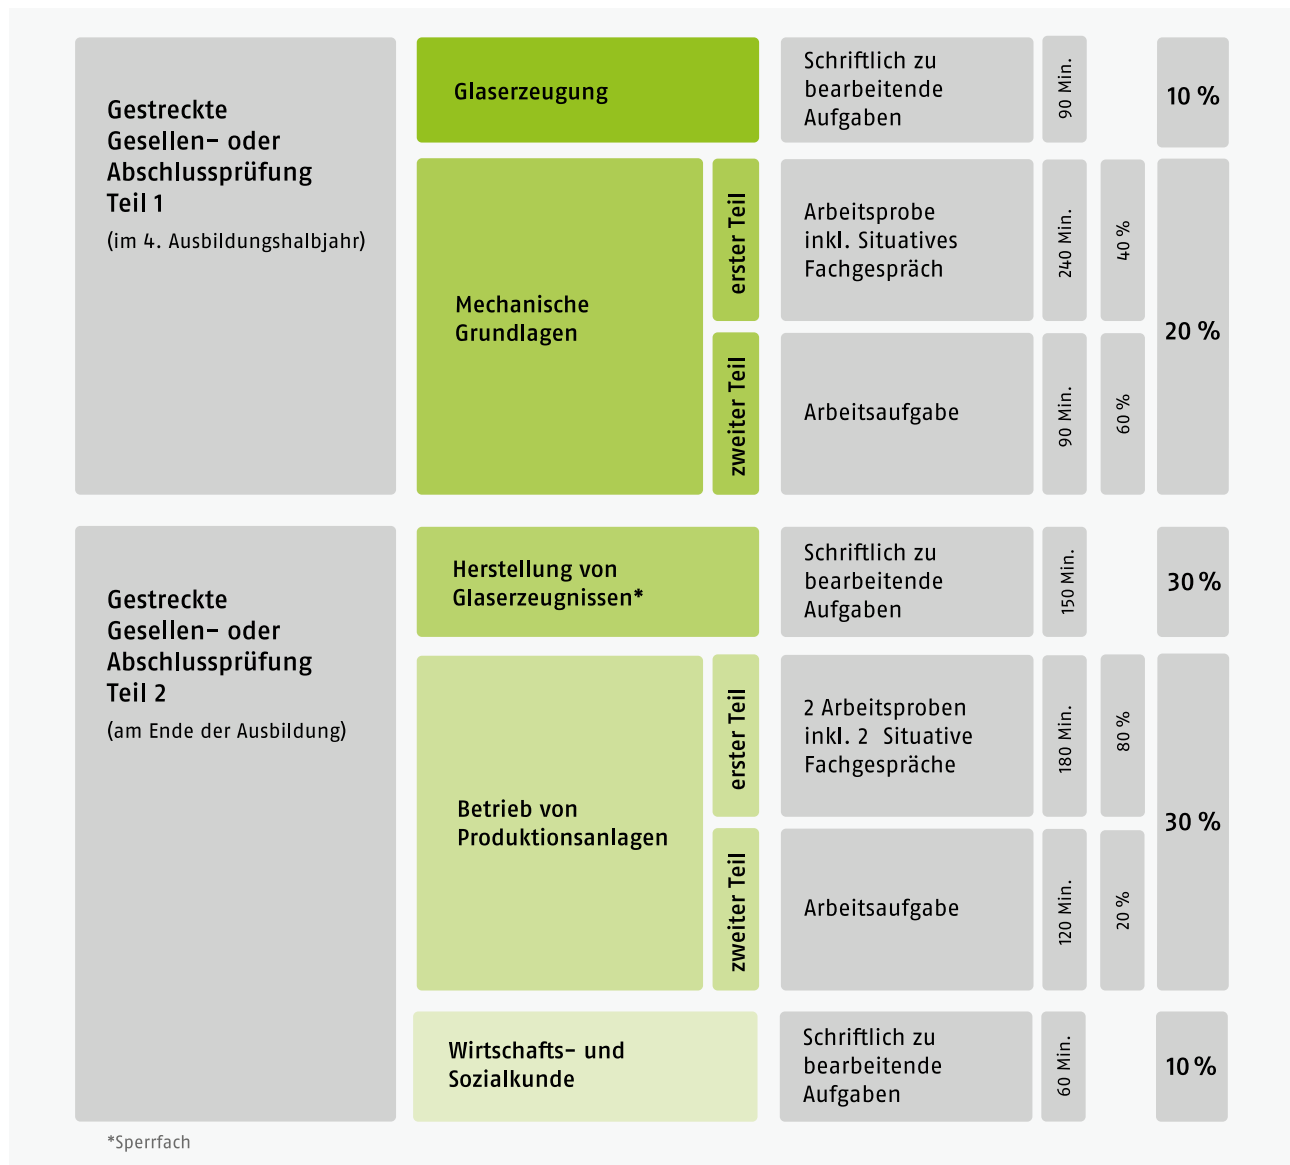 Gestreckte
Gesellen- oder
Abschlussprüfung
Teil 1
(im 4. Ausbildungshalbjahr)
Glaserzeugung
Schriftlich zu
bearbeitende
Aufgaben
90 Min.
10 %
Mechanische
Grundlagen
erster Teil
Arbeitsprobe
inkl. Situatives
Fachgespräch
240 Min.
40 %
20 %
zweiter Teil
Arbeitsaufgabe
90 Min.
60 %
Gestreckte
Gesellen- oder
Abschlussprüfung
Teil 2
(am Ende der Ausbildung)
Herstellung von
Glaserzeugnissen*
Schriftlich zu
bearbeitende
Aufgaben
150 Min.
30 %
Betrieb von
Produktionsanlagen
erster Teil
2 Arbeitsproben
inkl. 2 Situative
Fachgespräche
180 Min.
80 %
30 %
zweiter Teil
Arbeitsaufgabe
120 Min.
20 %
Wirtschafts- und
Sozialkunde
Schriftlich zu
bearbeitende
Aufgaben
60 Min.
10 %
*Sperrfach